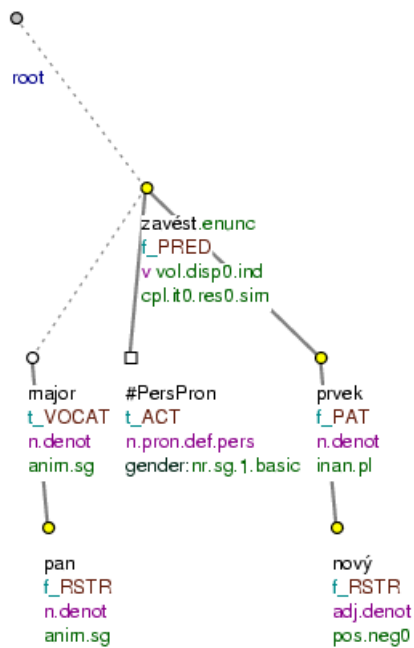 root
zavést.enunc
f_PRED
v vol.disp0.ind
cpl.it0.res0.sim
major
t_VOCAT
n.denot
anim.sg
#PersPron
t_ACT
n.pron.def.pers
gender:nr.sg.1.basic
prvek
f_PAT
n.denot
inan.pl
pan
f_RSTR
n.denot
anim.sg
nový
f_RSTR
adj.denot
pos.neg0